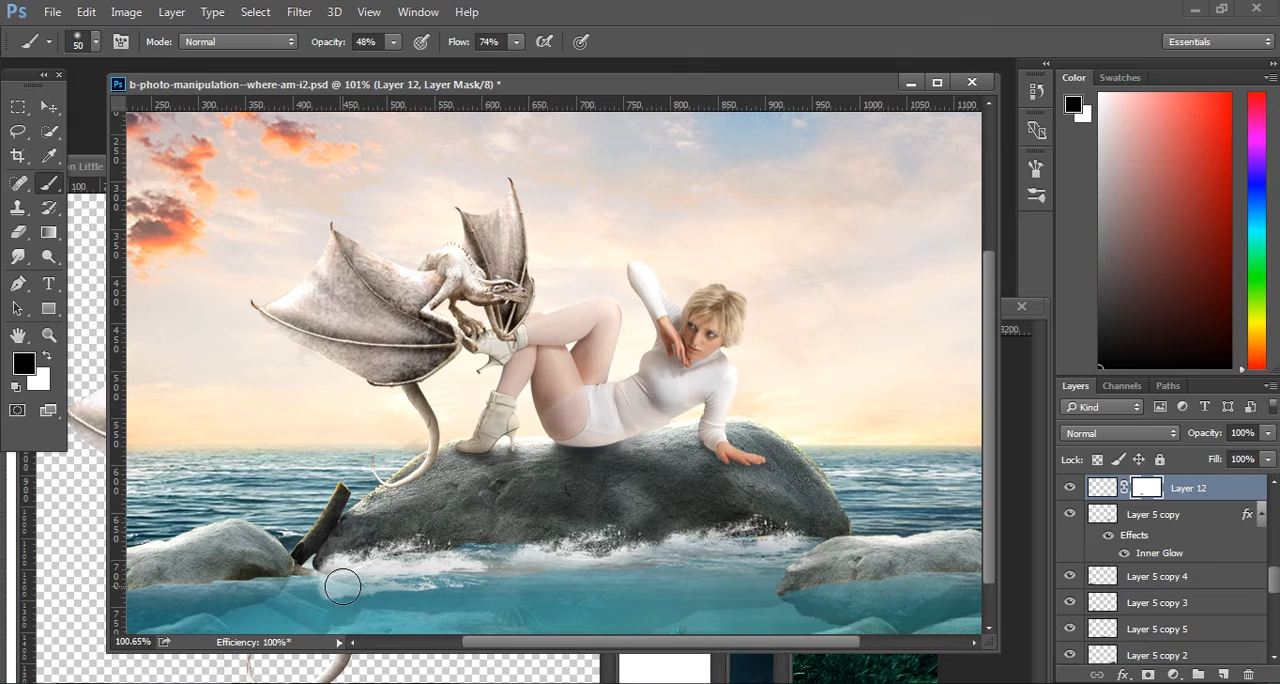 Ps File Edit Image Layer Type Select Filter 3D View Window Help
50 Mode: Normal Opacity: 48% Flow: 74% Essentials
b-photo-manipulation--where-am-i2.psd @ 101% (Layer 12, Layer Mask/8) *
250 300 350 400 450 500 550 600 650 700 750 800 850 900 950 1000 1050 1100
on Little
100
3200
Color Swatches
Layers Channels Paths
Kind
Normal Opacity: 100%
Lock: Fill: 100%
Layer 12
Layer 5 copy fx
Effects
Inner Glow
Layer 5 copy 4
Layer 5 copy 3
Layer 5 copy 5
Layer 5 copy 2
100.65% Efficiency: 100%*